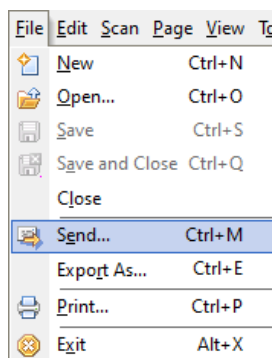 File Edit Scan Page View To
New Ctrl+N
Open... Ctrl+O
Save Ctrl+S
Save and Close Ctrl+Q
Close
Send... Ctrl+M
Export As... Ctrl+E
Print... Ctrl+P
Exit Alt+X